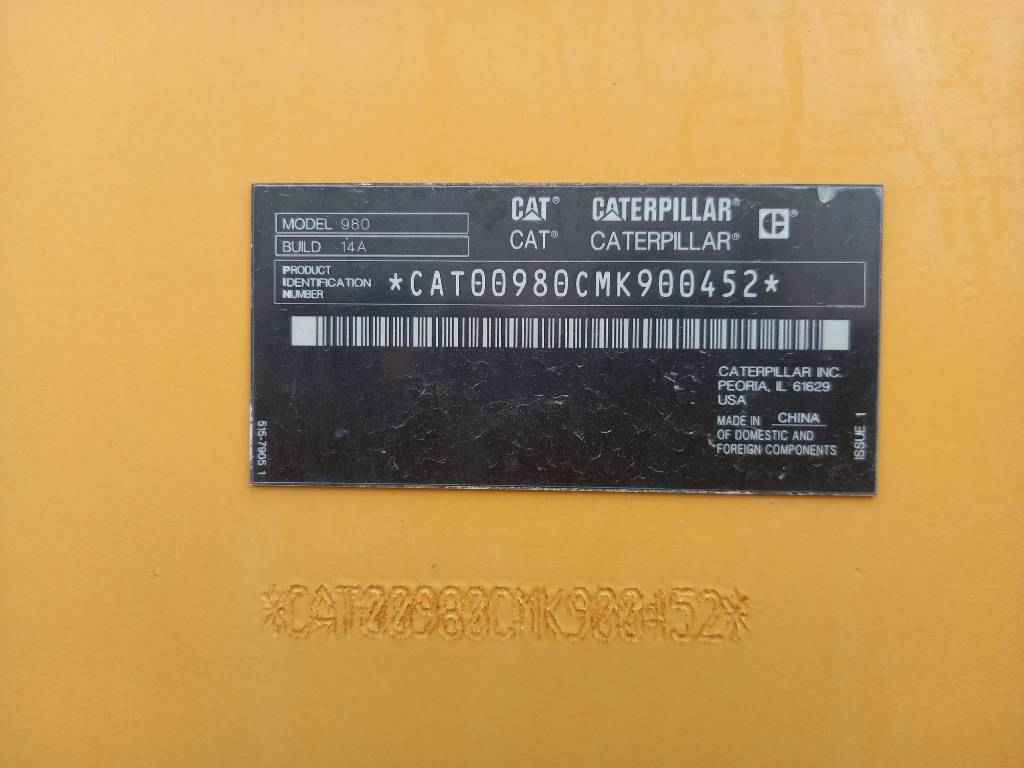 MODEL 980
BUILD 14A
CAT® CATERPILLAR®
CAT® CATERPILLAR®
PRODUCT
IDENTIFICATION
NUMBER
*CAT00980CMK900452*
CATERPILLAR INC.
PEORIA, IL 61629
USA
MADE IN CHINA
OF DOMESTIC AND
FOREIGN COMPONENTS
ISSUE 1
515-7905 1
*CAT00980CMK900452*